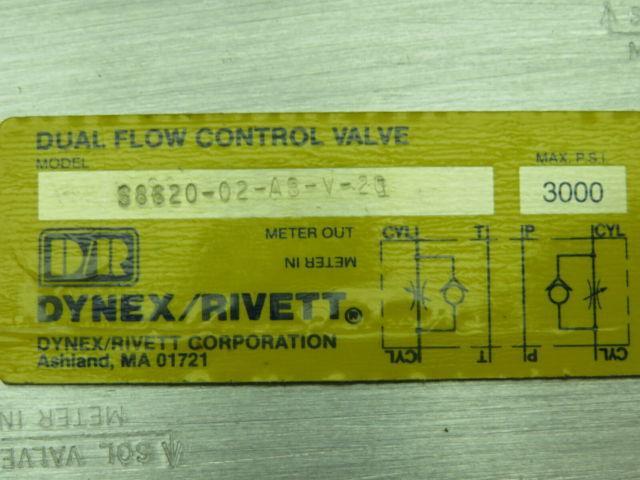 DUAL FLOW CONTROL VALVE
MODEL MAX. P.S.I.
3000
METER OUT CYL T P CYL
METER IN
DR
DYNEX/RIVETT®
DYNEX/RIVETT CORPORATION
Ashland, MA 01721
CYL T P CYL
METER IN
SOL VALVE